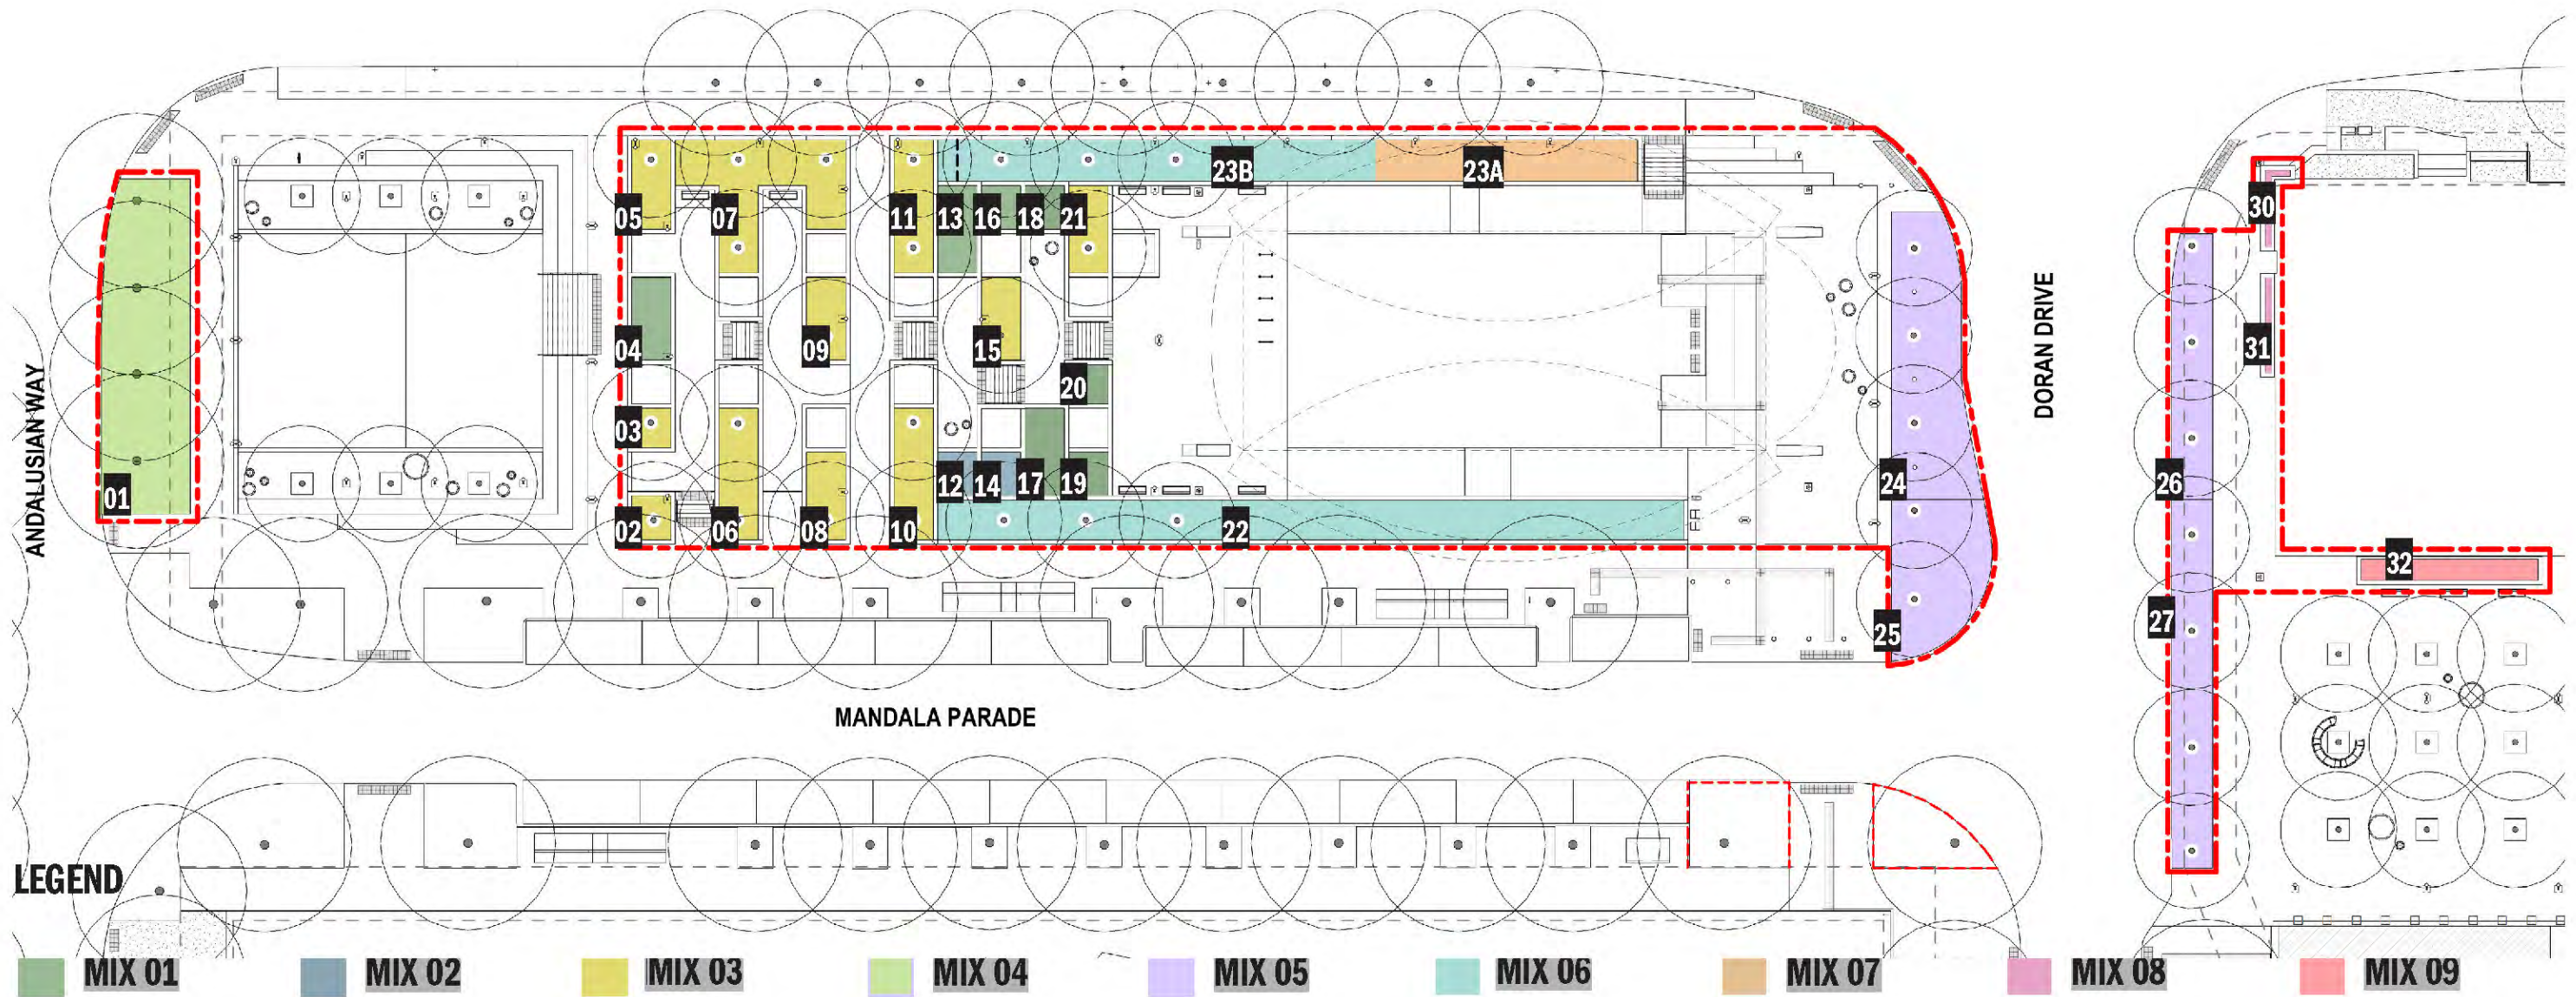 23B
23A
05
07
11
13
16
18
21
30
04
09
15
31
20
03
01
12
14
17
19
24
26
02
06
08
10
22
32
25
27
ANDALUSIAN WAY
DORAN DRIVE
MANDALA PARADE
LEGEND
MIX 01
MIX 02
MIX 03
MIX 04
MIX 05
MIX 06
MIX 07
MIX 08
MIX 09